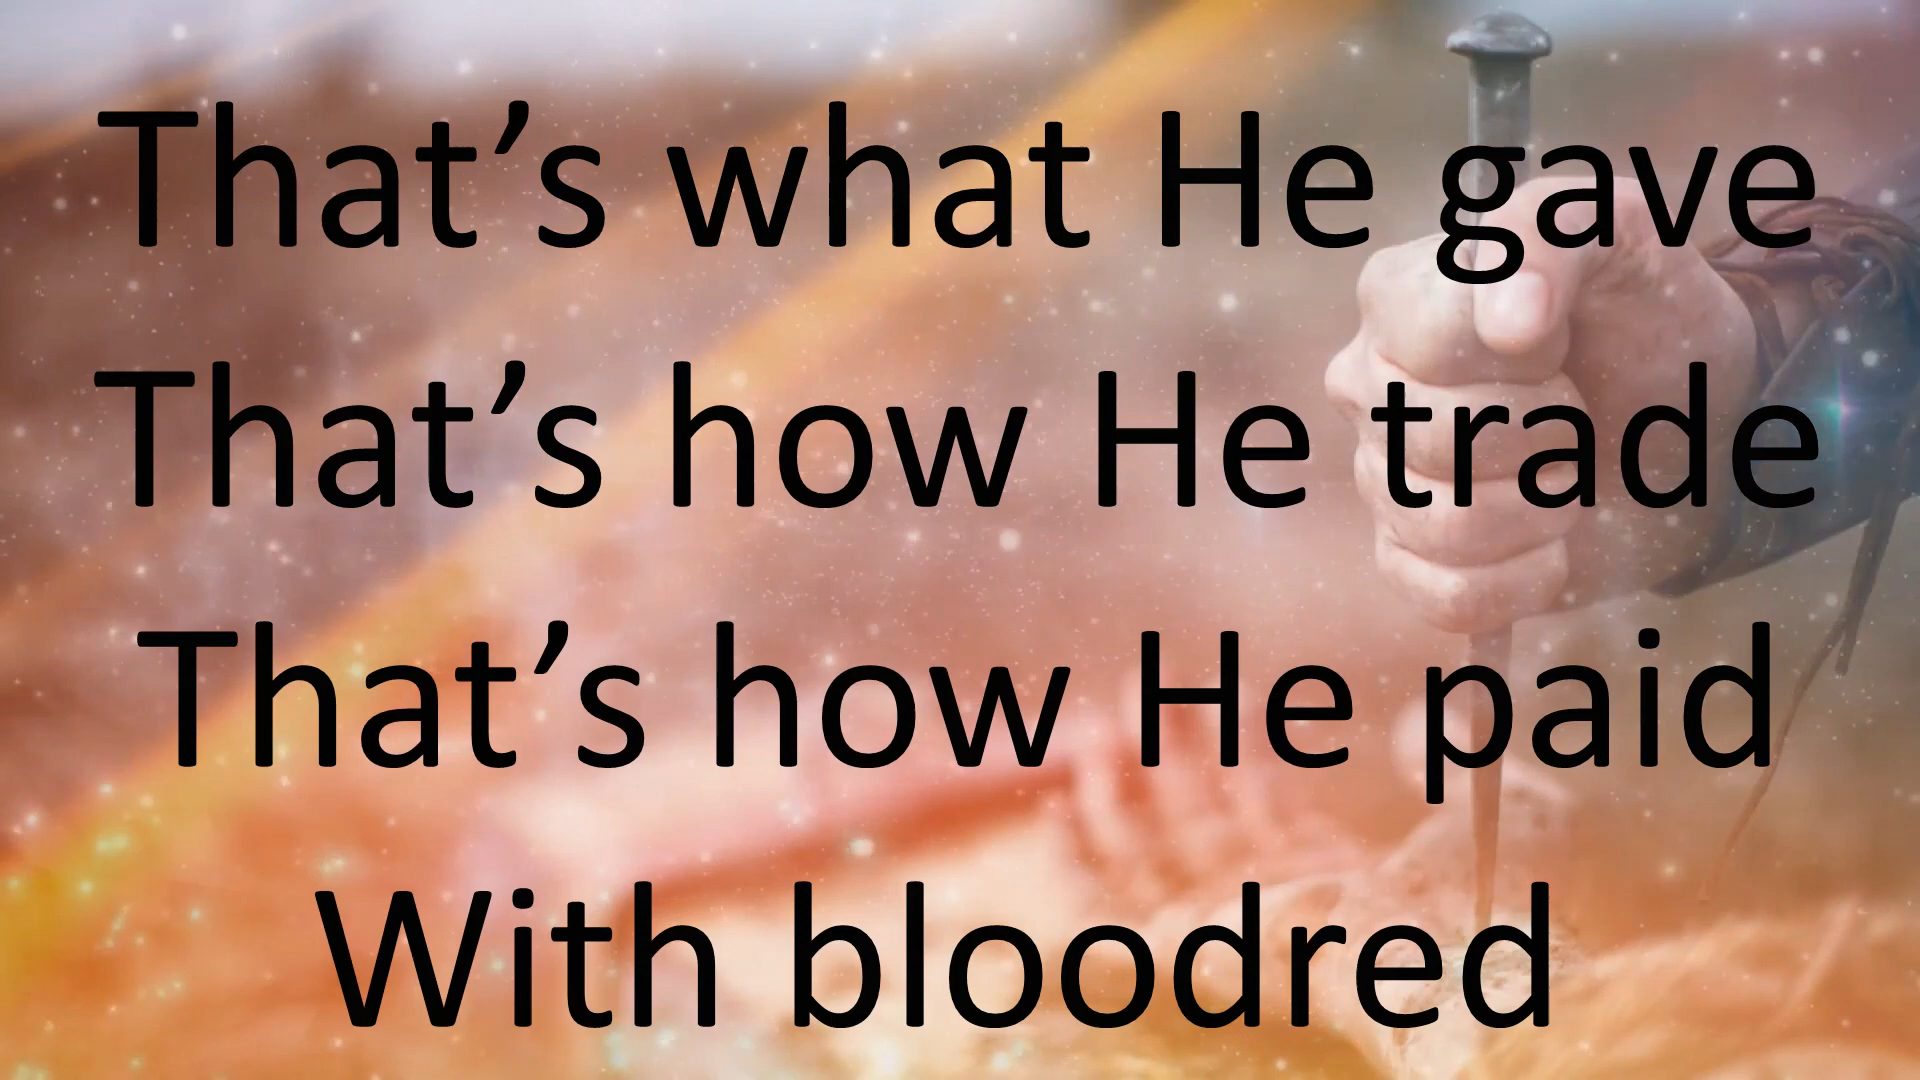 That’s what He gave
That’s how He trade
That’s how He paid
With bloodred